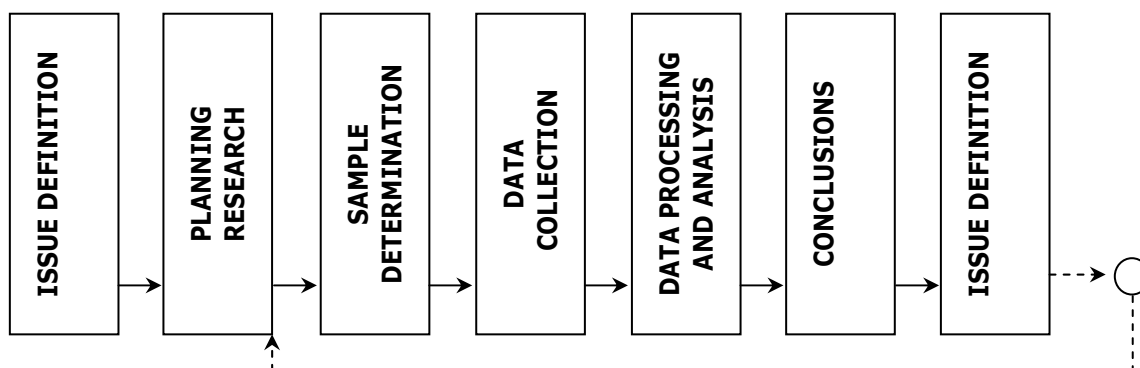 ISSUE DEFINITION
PLANNING
RESEARCH
SAMPLE
DETERMINATION
DATA
COLLECTION
DATA PROCESSING
AND ANALYSIS
CONCLUSIONS
ISSUE DEFINITION